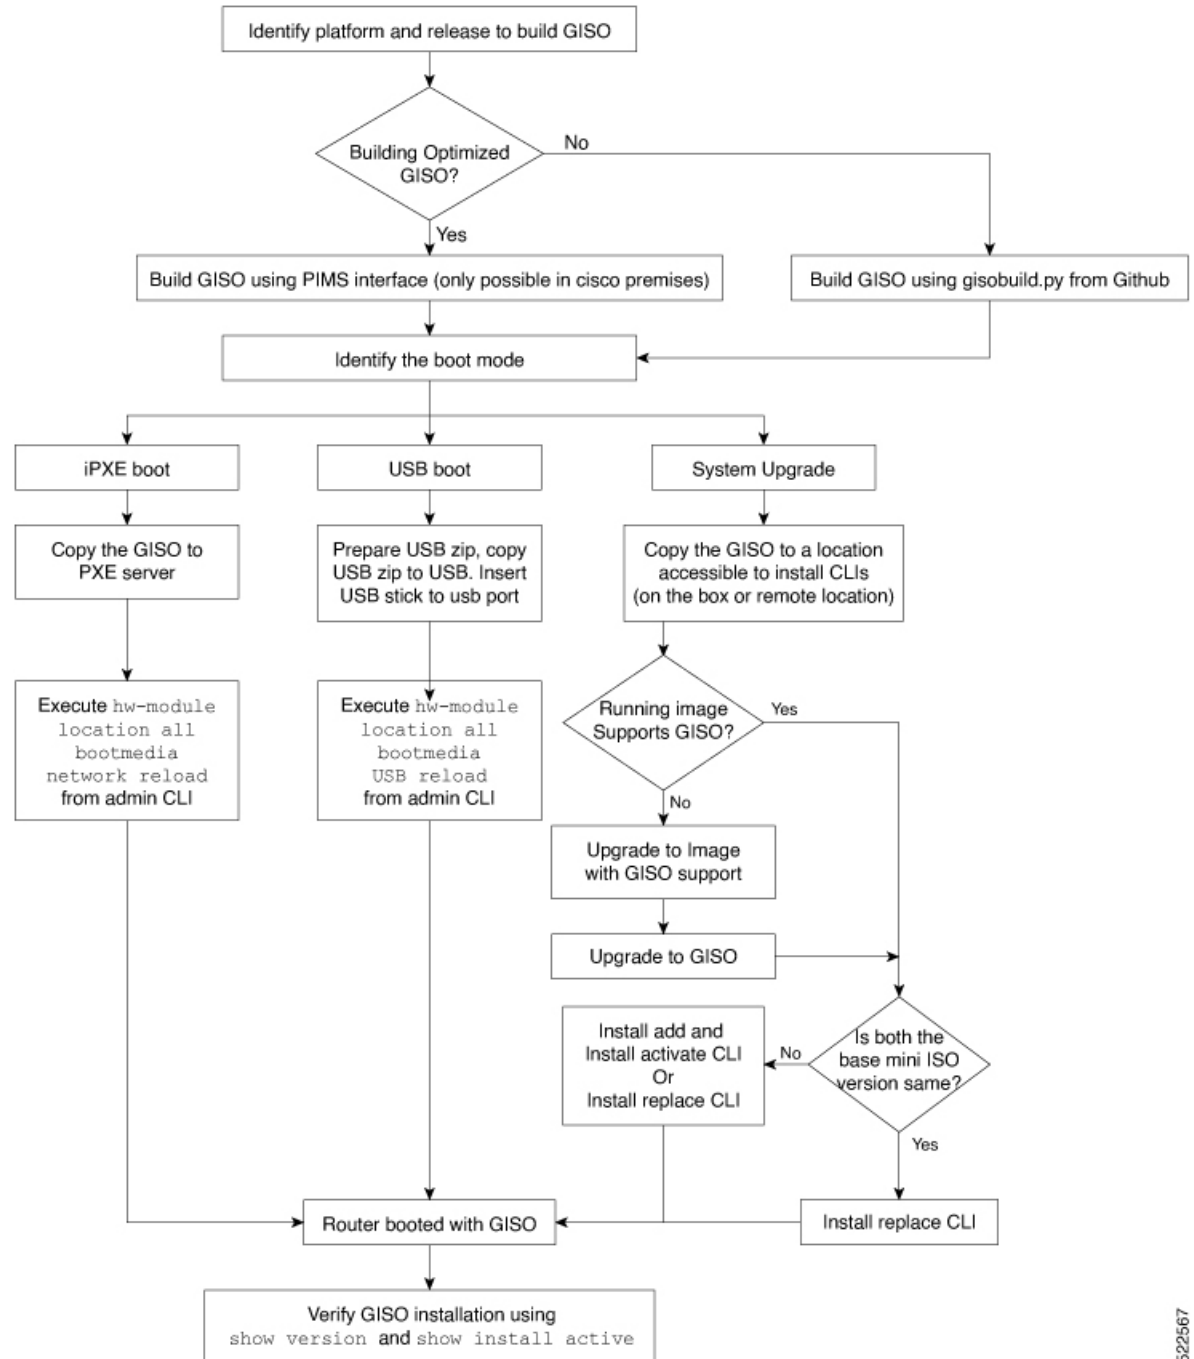 Identify platform and release to build GISO
Building Optimized
GISO?
No
Yes
Build GISO using PIMS interface (only possible in cisco premises)
Build GISO using gisobuild.py from Github
Identify the boot mode
iPXE boot
USB boot
System Upgrade
Copy the GISO to
PXE server
Prepare USB zip, copy
USB zip to USB. Insert
USB stick to usb port
Copy the GISO to a location
accessible to install CLIs
(on the box or remote location)
Execute hw-module
location all
bootmedia
network reload
from admin CLI
Execute hw-module
location all
bootmedia
USB reload
from admin CLI
Running image
Supports GISO?
Yes
No
Upgrade to Image
with GISO support
Upgrade to GISO
Is both the
base mini ISO
version same?
No
Install add and
Install activate CLI
Or
Install replace CLI
Yes
Install replace CLI
Router booted with GISO
Verify GISO installation using
show version and show install active
522567